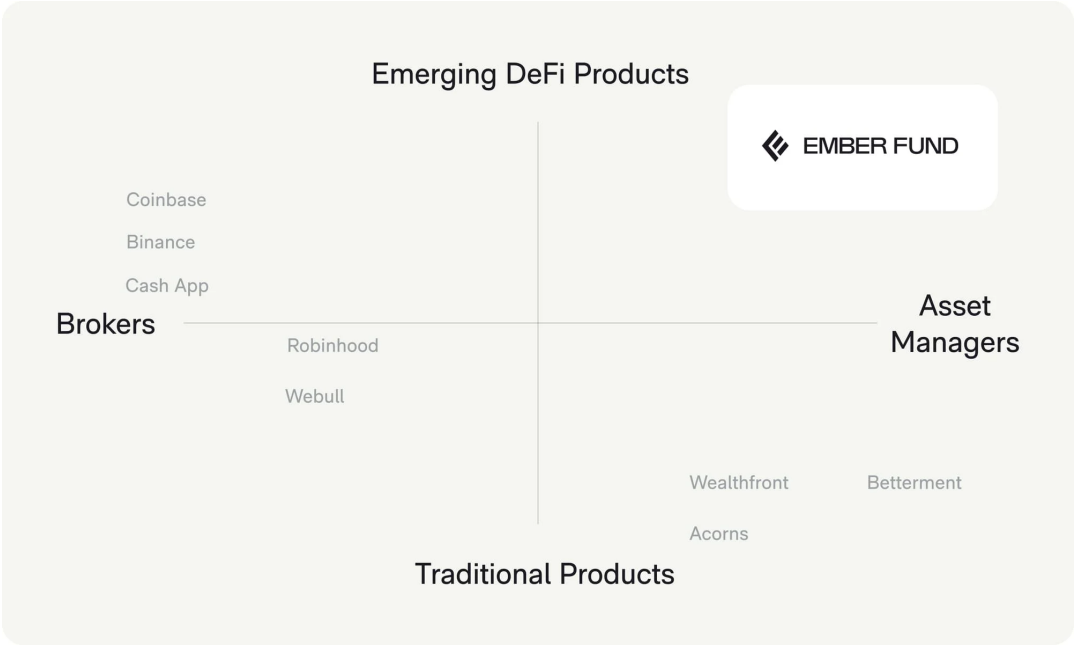 Emerging DeFi Products
EMBER FUND
Coinbase
Binance
Cash App
Brokers
Asset
Managers
Robinhood
Webull
Wealthfront
Betterment
Acorns
Traditional Products